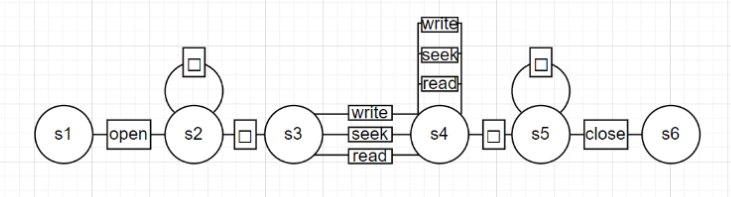 write
seek
□
□
read
write
s1
open
s2
□
s3
seek
s4
□
s5
close
s6
read